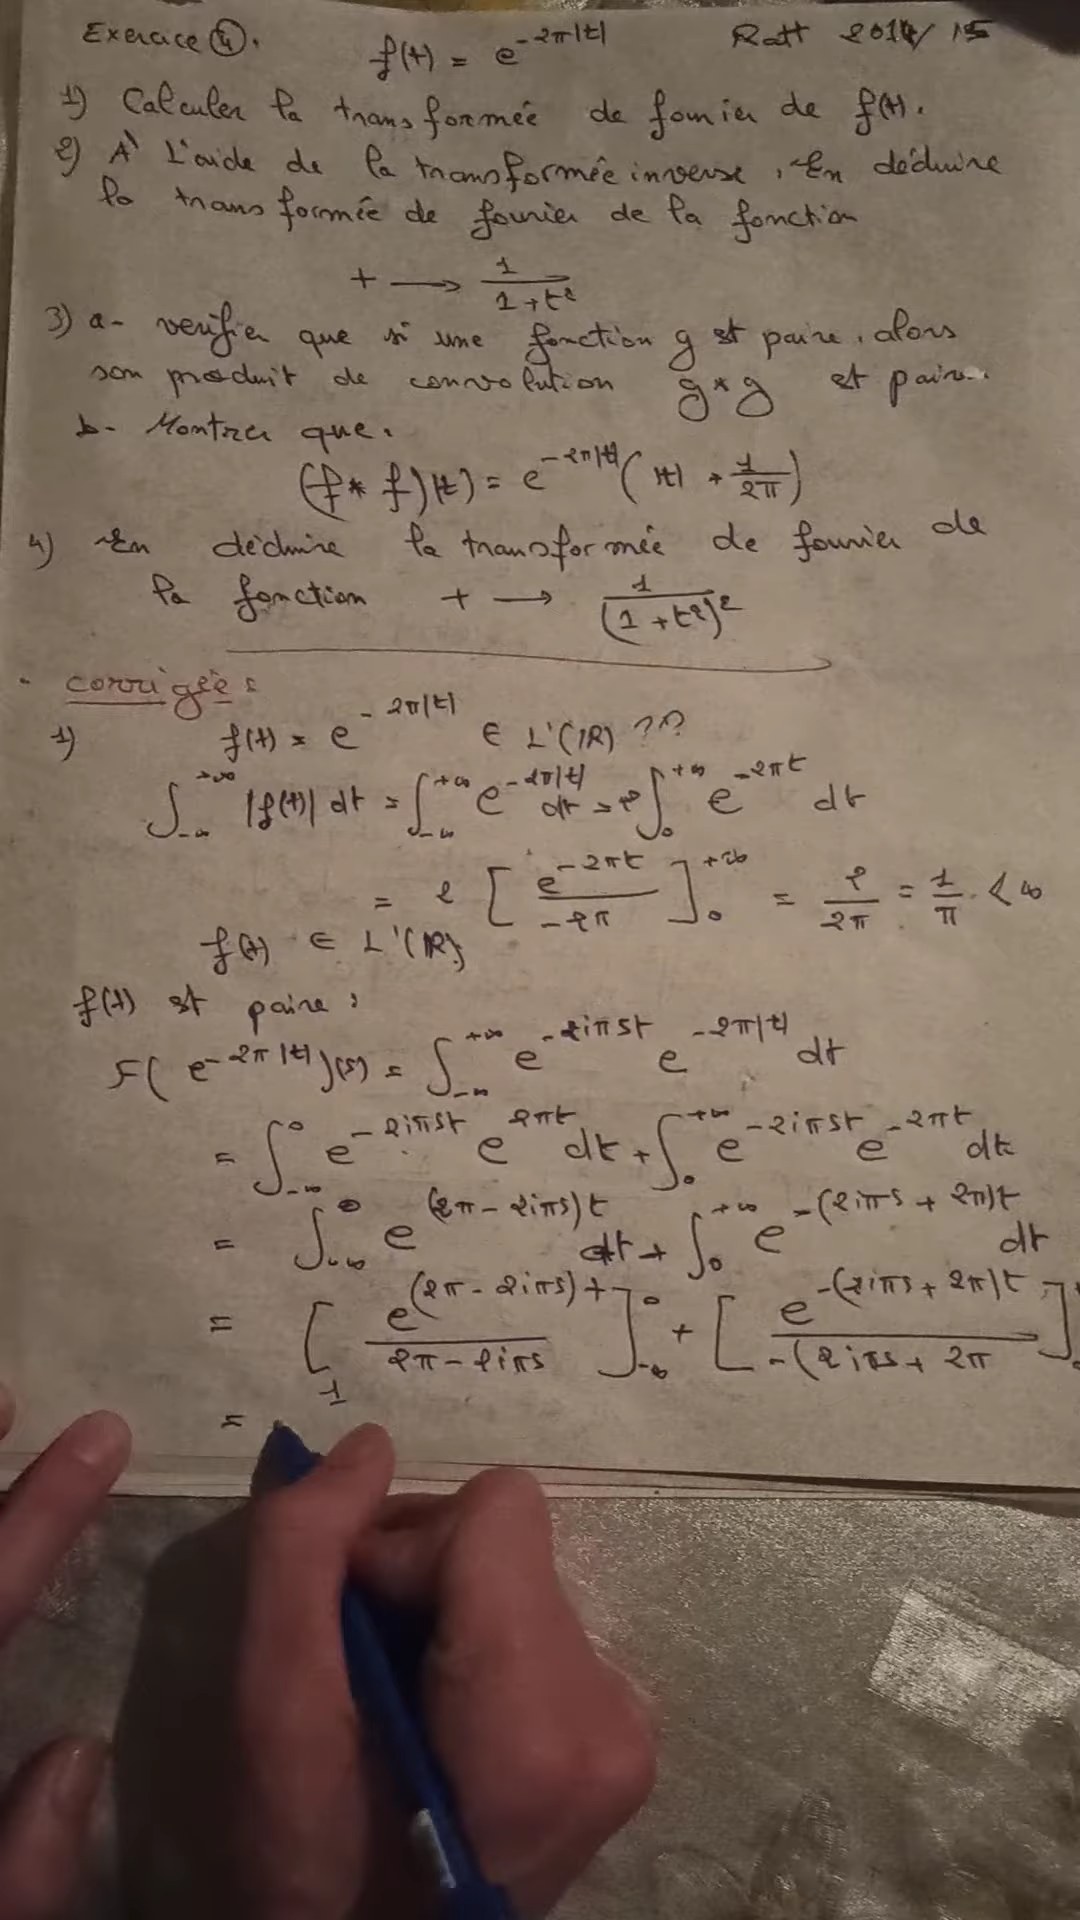 Exercice ④. Ratt 2014/15
f(t) = e^{-2π|t|}
1) Calculer la transformée de fourier de f(t).
2) A' L'aide de la transformée inverse, En déduire
la transformée de fourier de la fonction
t → 1/(1+t²)
3) a- verifier que si une fonction g est paire, alors
son produit de convolution g*g est paire.
b- Montrer que.
(f * f)(t) = e^{-2π|t|}(|t| + 1/2π)
4) En déduire la transformée de fourier de
la fonction t → 1/(1+t²)²
corrigée:
1) f(t) = e^{-2π|t|} ∈ L'(IR) ??
∫_{-∞}^{+∞} |f(t)| dt = ∫_{-∞}^{+∞} e^{-2π|t|} dt = 2∫_0^{+∞} e^{-2πt} dt
= 2 [e^{-2πt}/-2π]_0^{+∞} = 2/2π = 1/π < ∞
f(t) ∈ L'(IR)
f(t) est paire:
F(e^{-2π|t|})(s) = ∫_{-∞}^{+∞} e^{-2iπst} e^{-2π|t|} dt
= ∫_{-∞}^0 e^{-2iπst} e^{2πt} dt + ∫_0^{+∞} e^{-2iπst} e^{-2πt} dt
= ∫_{-∞}^0 e^{(2π-2iπs)t} dt + ∫_0^{+∞} e^{-(2iπs+2π)t} dt
= [e^{(2π-2iπs)t}/2π-2iπs]_{-∞}^0 + [e^{-(2iπs+2π)t}/-(2iπs+2π]_0
= 1